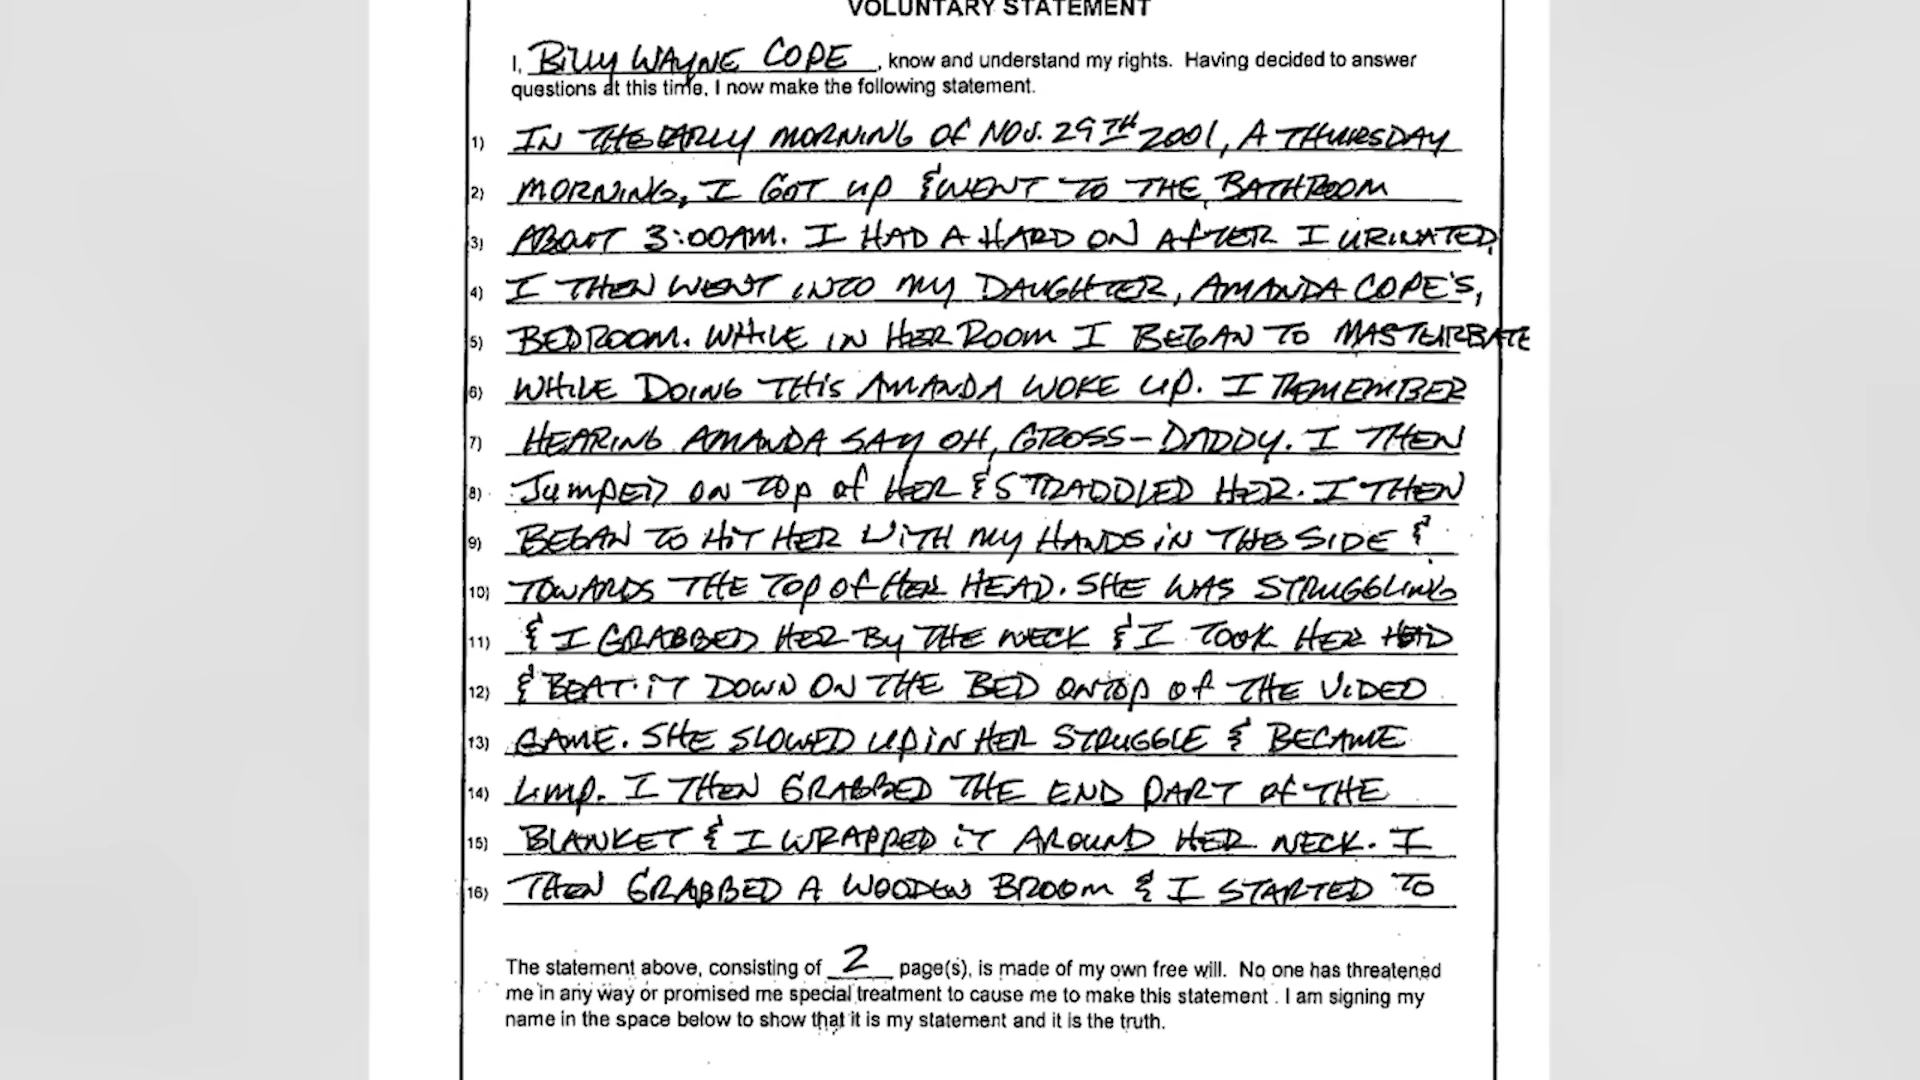 VOLUNTARY STATEMENT
I, BILLY WAYNE COPE, know and understand my rights. Having decided to answer
questions at this time, I now make the following statement.
1) IN THE EARLY MORNING OF NOV. 29TH 2001, A THURSDAY
2) MORNING, I GOT UP & WENT TO THE BATHROOM
3) ABOUT 3:00AM. I HAD A HARD ON AFTER I URINATED.
4) I THEN WENT INTO MY DAUGHTER, AMANDA COPE'S,
5) BEDROOM. WHILE IN HER ROOM I BEGAN TO MASTERBATE
6) WHILE DOING THIS AMANDA WOKE UP. I REMEMBER
7) HEARING AMANDA SAY OH, GROSS-DADDY. I THEN
8) JUMPED ON TOP OF HER & STRADDLED HER. I THEN
9) BEGAN TO HIT HER WITH MY HANDS IN THE SIDE &
10) TOWARDS THE TOP OF HER HEAD. SHE WAS STRUGGLING
11) & I GRABBED HER BY THE NECK & I TOOK HER HEAD
12) & BEAT IT DOWN ON THE BED ON TOP OF THE VIDEO
13) GAME. SHE SLOWED UP IN HER STRUGGLE & BECAME
14) LIMP. I THEN GRABBED THE END PART OF THE
15) BLANKET & I WRAPPED IT AROUND HER NECK. I
16) THEN GRABBED A WOODEN BROOM & I STARTED TO
The statement above, consisting of 2 page(s), is made of my own free will. No one has threatened
me in any way or promised me special treatment to cause me to make this statement. I am signing my
name in the space below to show that it is my statement and it is the truth.